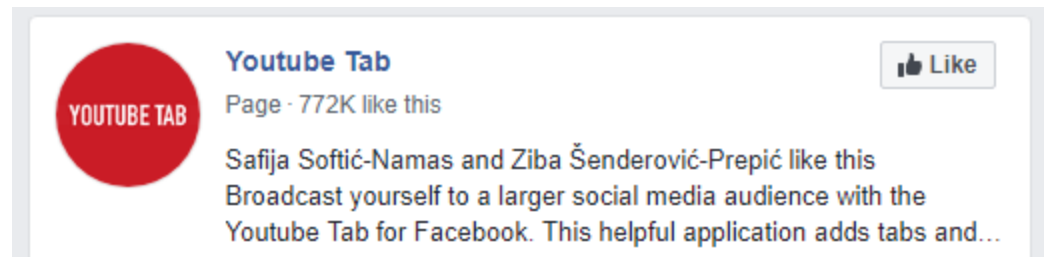 YOUTUBE TAB
Youtube Tab
Like
Page · 772K like this
Safija Softić-Namas and Ziba Šenderović-Prepić like this
Broadcast yourself to a larger social media audience with the
Youtube Tab for Facebook. This helpful application adds tabs and...